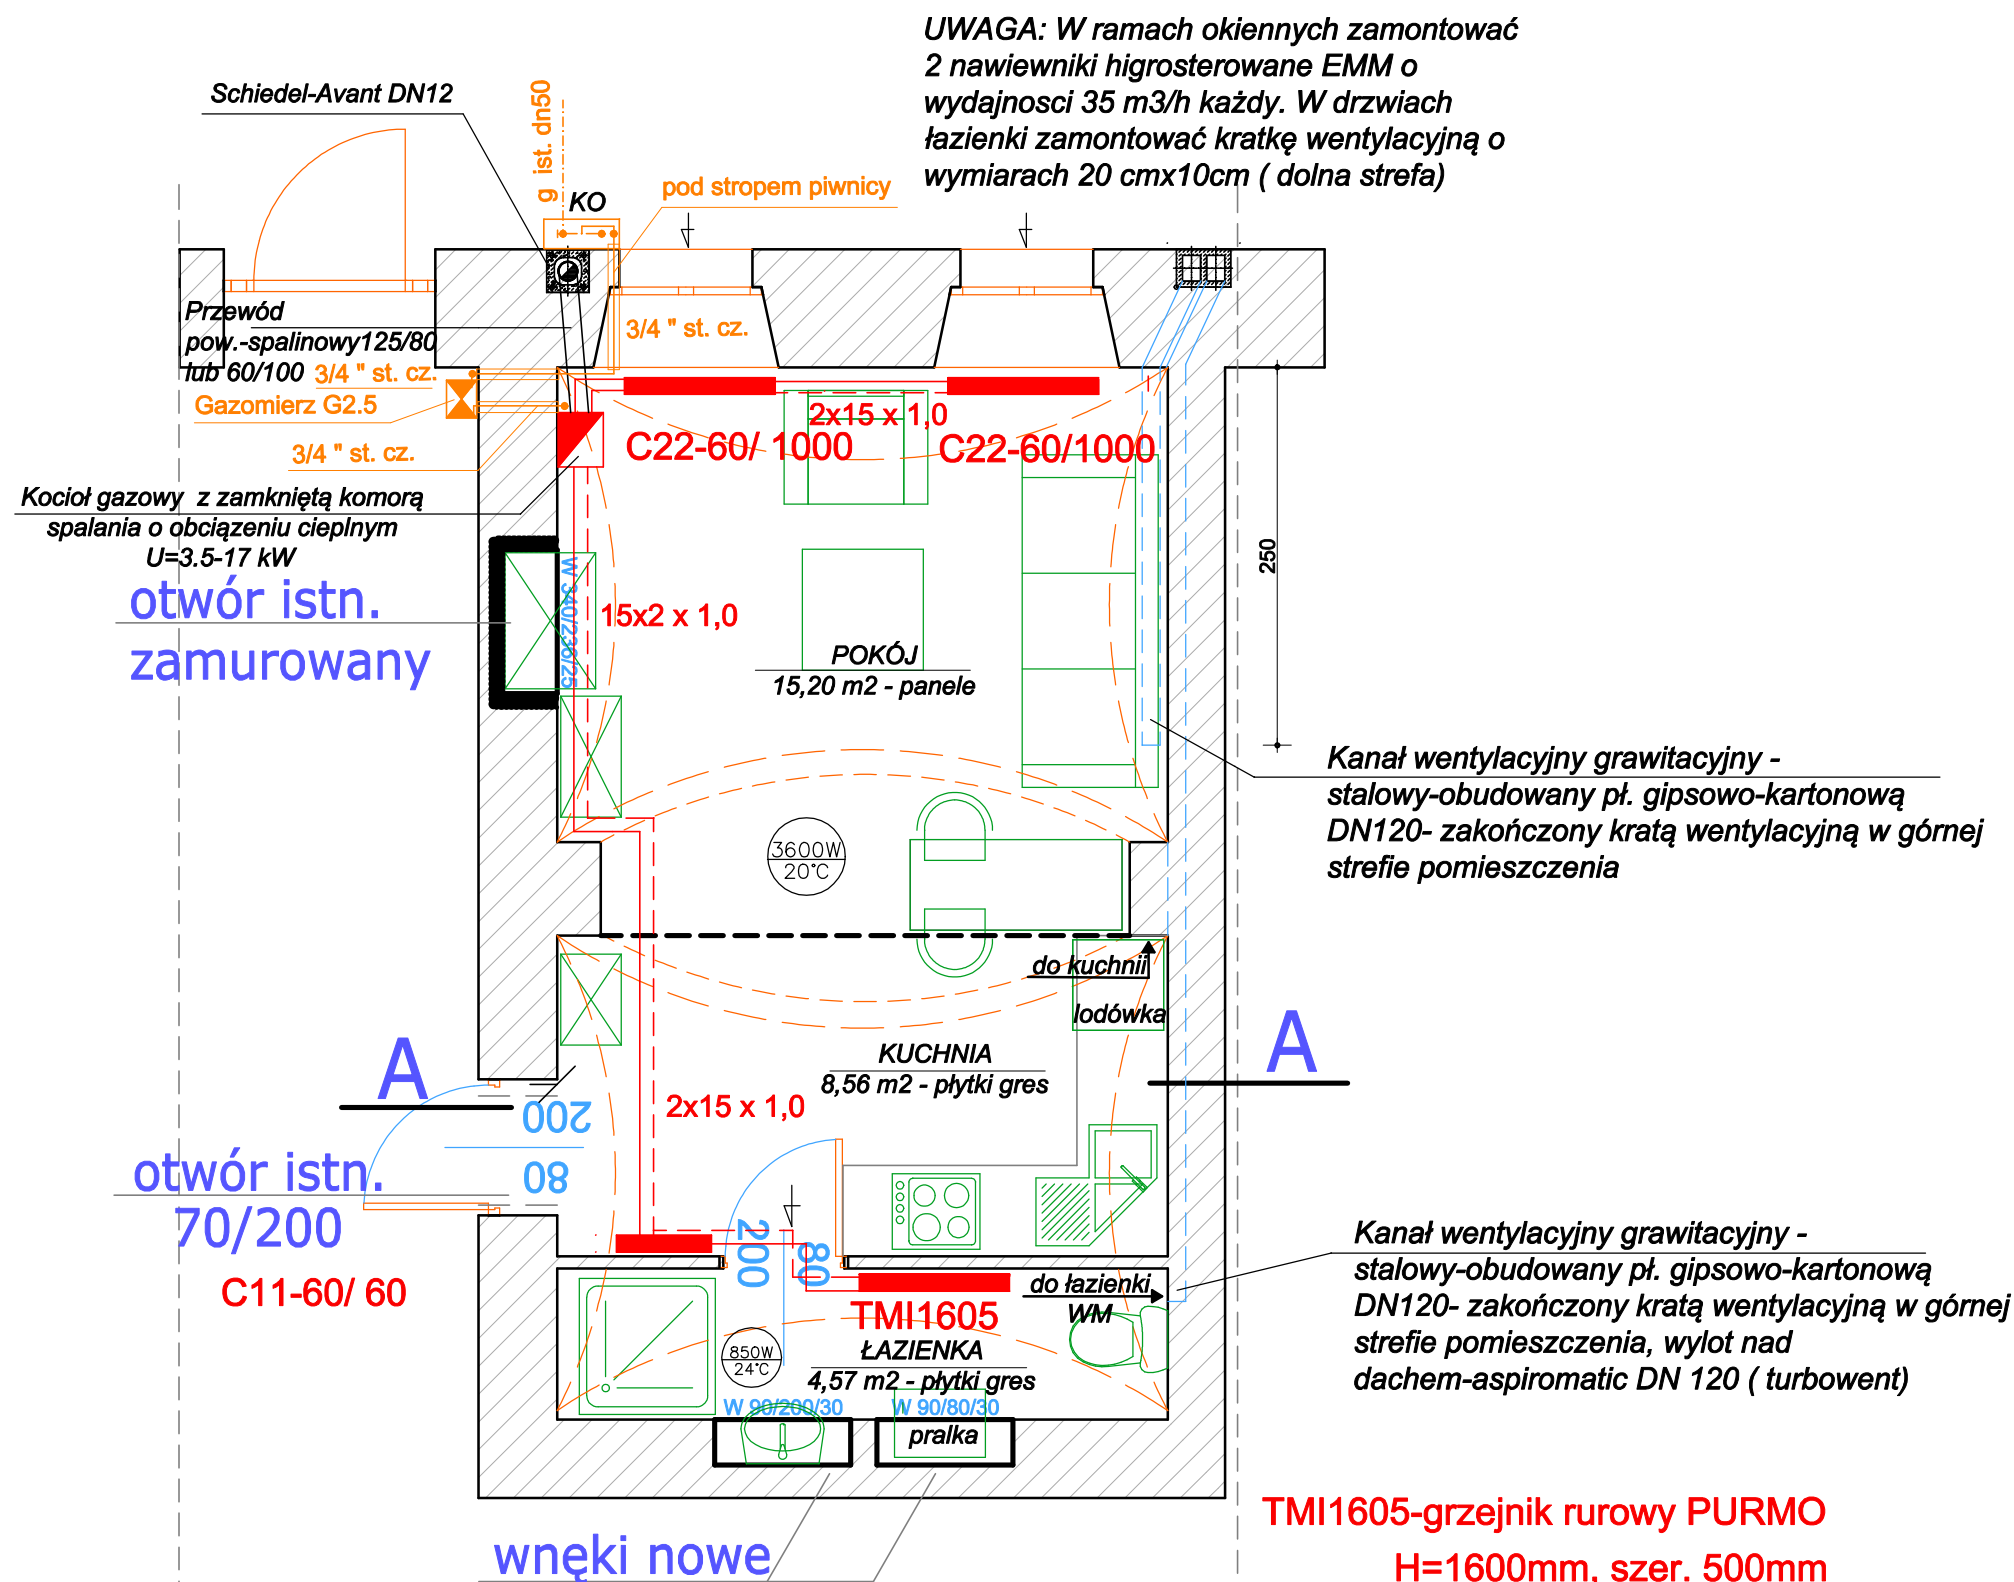 UWAGA: W ramach okiennych zamontować
2 nawiewniki higrosterowane EMM o
wydajnosci 35 m3/h każdy. W drzwiach
łazienki zamontować kratkę wentylacyjną o
wymiarach 20 cmx10cm ( dolna strefa)
Schiedel-Avant DN12
g ist. dn50
KO
pod stropem piwnicy
Przewód
pow.-spalinowy125/80
lub 60/100
3/4 " st. cz.
3/4 " st. cz.
Gazomierz G2.5
3/4 " st. cz.
2x15 x 1,0
C22-60/ 1000
C22-60/1000
Kocioł gazowy z zamkniętą komorą
spalania o obciązeniu cieplnym
U=3.5-17 kW
otwór istn.
zamurowany
W 340/236/25
15x2 x 1,0
250
POKÓJ
15,20 m2 - panele
Kanał wentylacyjny grawitacyjny -
stalowy-obudowany pł. gipsowo-kartonową
DN120- zakończony kratą wentylacyjną w górnej
strefie pomieszczenia
3600W
20°C
do kuchnii
lodówka
A
A
KUCHNIA
8,56 m2 - płytki gres
2x15 x 1,0
200
80
otwór istn.
70/200
C11-60/ 60
200
80
Kanał wentylacyjny grawitacyjny -
stalowy-obudowany pł. gipsowo-kartonową
DN120- zakończony kratą wentylacyjną w górnej
strefie pomieszczenia, wylot nad
dachem-aspiromatic DN 120 ( turbowent)
do łazienki
WM
TMI1605
ŁAZIENKA
4,57 m2 - płytki gres
850W
24°C
W 90/200/30
W 90/80/30
pralka
TMI1605-grzejnik rurowy PURMO
H=1600mm, szer. 500mm
wnęki nowe